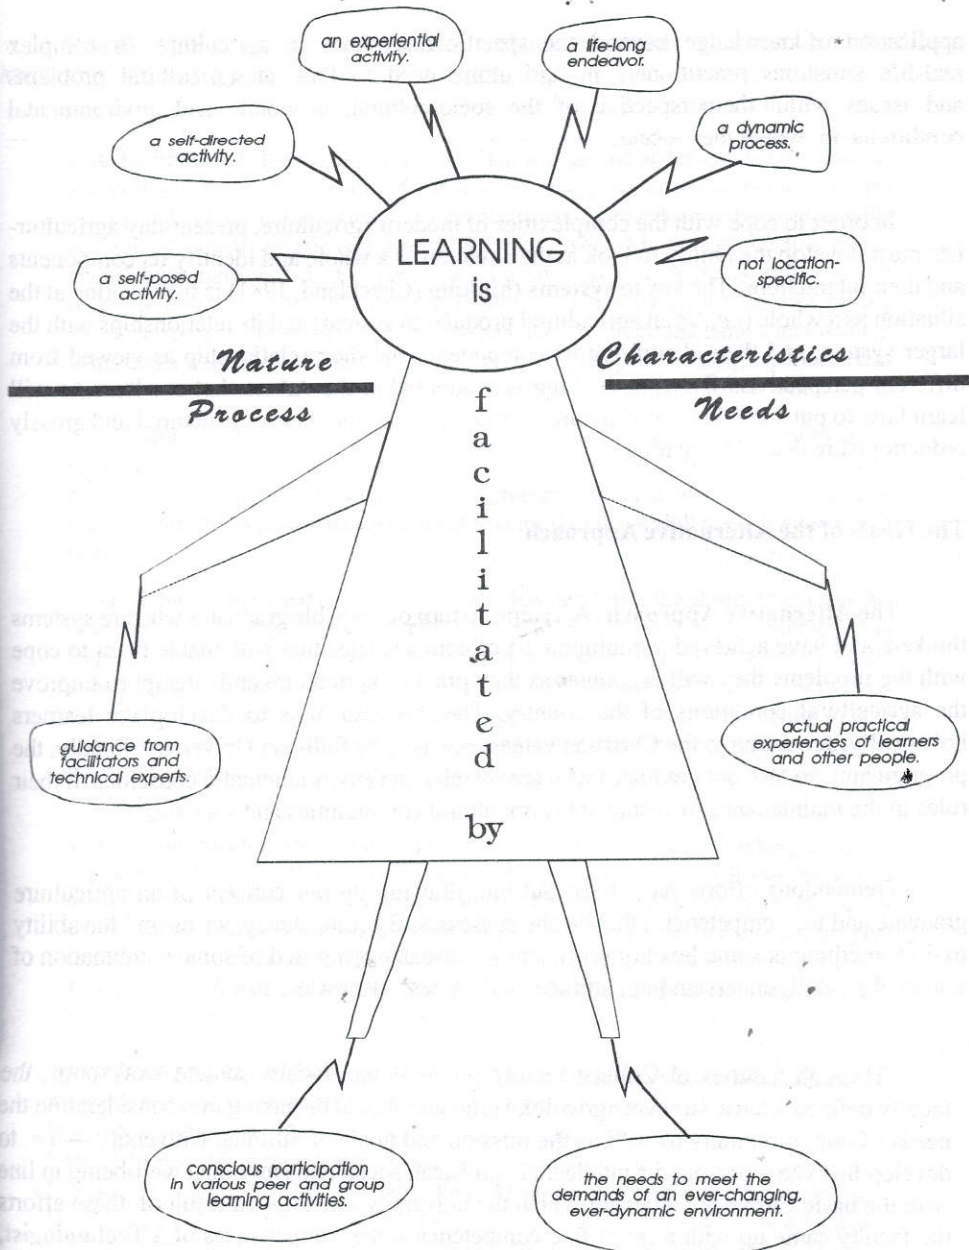 an experiential
activity.
a life-long
endeavor.
a self-directed
activity.
a dynamic
process.
LEARNING
is
a self-posed
activity.
not location-
specific.
Nature
Characteristics
Process
Needs
facilitated
by
guidance from
facilitators and
technical experts.
actual practical
experiences of learners
and other people.
conscious participation
in various peer and group
learning activities.
the needs to meet the
demands of an ever-changing,
ever-dynamic environment.